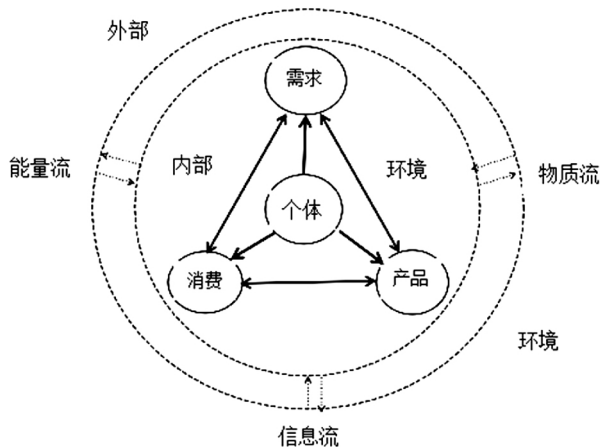 外部
需求
能量流
内部
环境
物质流
个体
消费
产品
环境
信息流